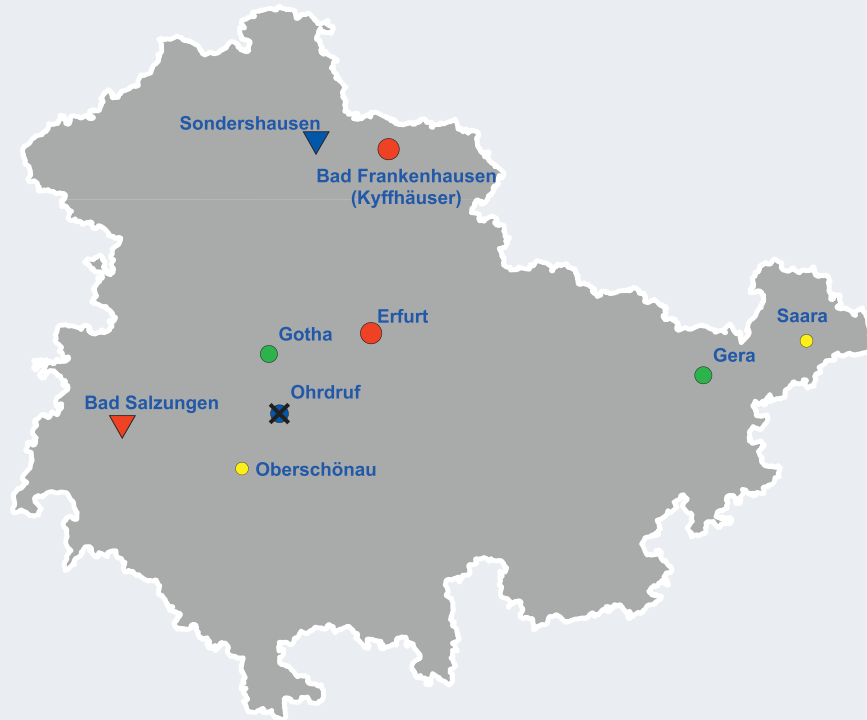 Sondershausen
Bad Frankenhausen
(Kyffhäuser)
Saara
Erfurt
Gotha
Gera
Ohrdruf
Bad Salzungen
Oberschönau